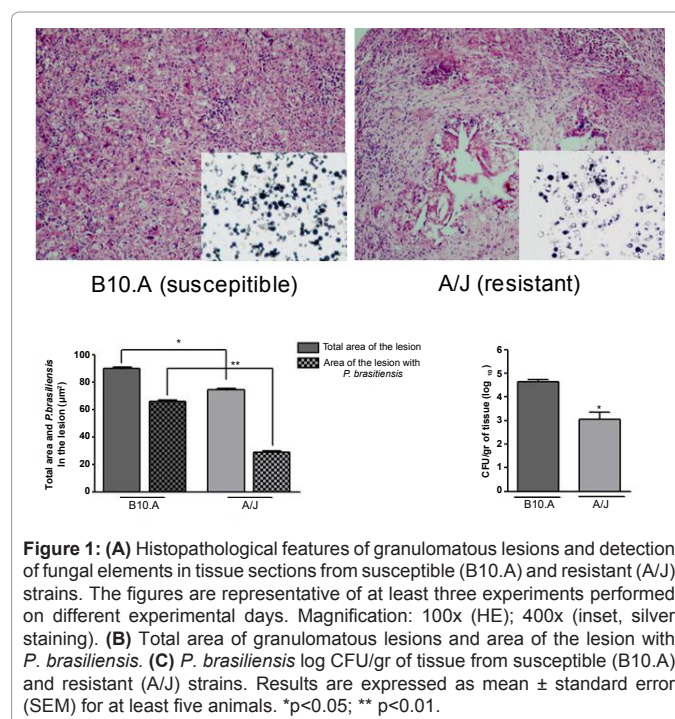 B10.A (suscepitible)
A/J (resistant)
Total area and P.brasiliensis
In the lesion (µm²)
100
80
60
40
20
0
*
**
B10.A
A/J
Total area of the lesion
Area of the lesion with
P. brasitiensis
CFU/gr of tissue (log 10)
6
5
4
3
2
1
0
*
B10.A
A/J
Figure 1: (A) Histopathological features of granulomatous lesions and detection
of fungal elements in tissue sections from susceptible (B10.A) and resistant (A/J)
strains. The figures are representative of at least three experiments performed
on different experimental days. Magnification: 100x (HE); 400x (inset, silver
staining). (B) Total area of granulomatous lesions and area of the lesion with
P. brasiliensis. (C) P. brasiliensis log CFU/gr of tissue from susceptible (B10.A)
and resistant (A/J) strains. Results are expressed as mean ± standard error
(SEM) for at least five animals. *p<0.05; ** p<0.01.